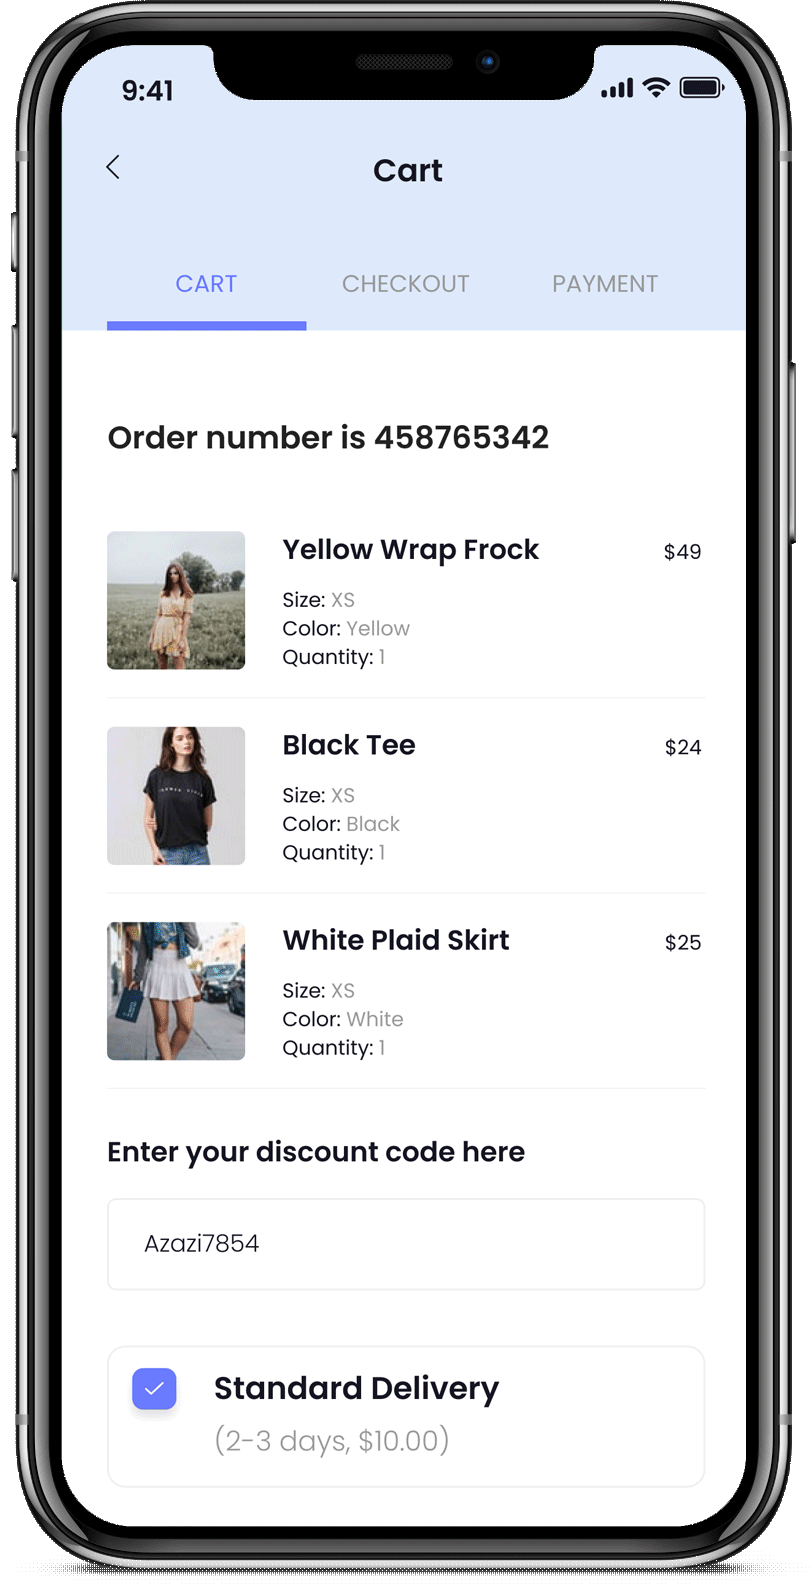 9:41
Cart
CART CHECKOUT PAYMENT
Order number is 458765342
Yellow Wrap Frock $49
Size: XS
Color: Yellow
Quantity: 1
Black Tee $24
Size: XS
Color: Black
Quantity: 1
White Plaid Skirt $25
Size: XS
Color: White
Quantity: 1
Enter your discount code here
Azazi7854
Standard Delivery
(2-3 days, $10.00)